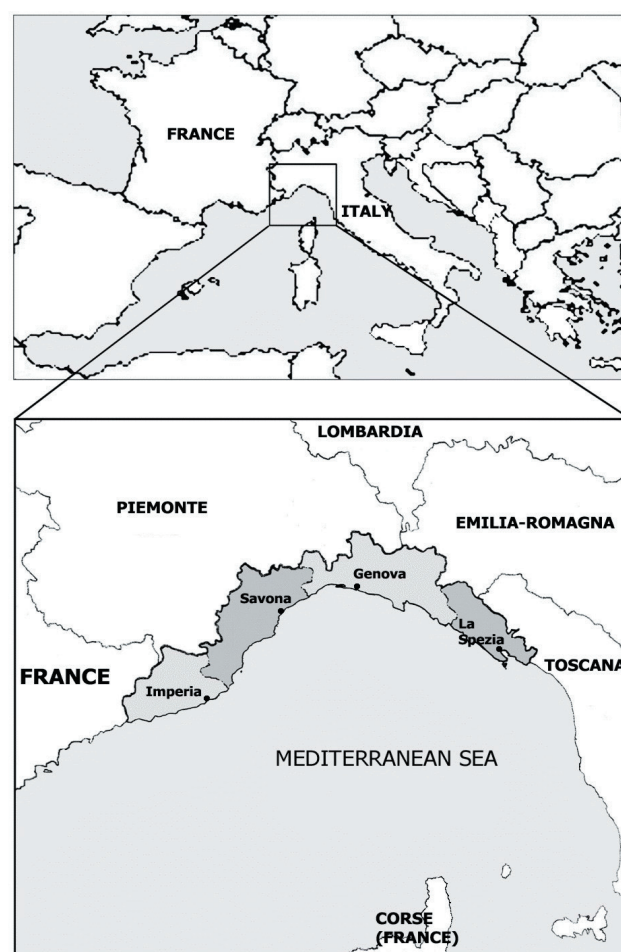 FRANCE
ITALY
LOMBARDIA
PIEMONTE
EMILIA-ROMAGNA
Genova
Savona
La
Spezia
TOSCANA
FRANCE
Imperia
MEDITERRANEAN SEA
CORSE
(FRANCE)